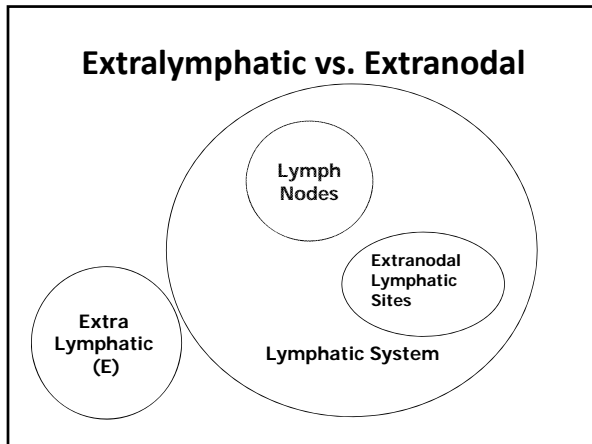 Extralymphatic vs. Extranodal
Lymph
Nodes
Extranodal
Lymphatic
Sites
Extra
Lymphatic
(E)
Lymphatic System